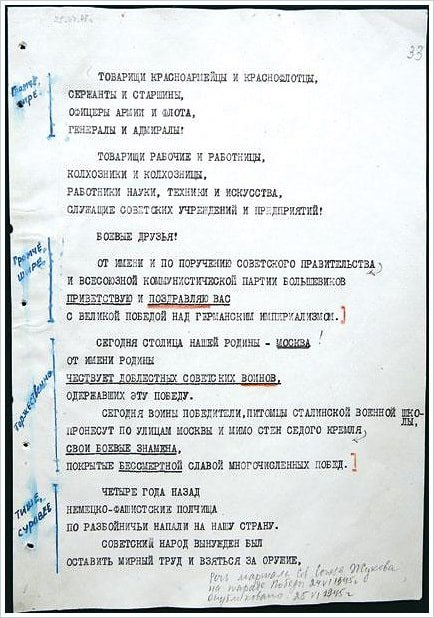 33
ТОВАРИЩИ КРАСНОАРМЕЙЦЫ И КРАСНОФЛОТЦЫ,
СЕРЖАНТЫ И СТАРШИНЫ,
ОФИЦЕРЫ АРМИИ И ФЛОТА,
ГЕНЕРАЛЫ И АДМИРАЛЫ!
Громче,
шире.
ТОВАРИЩИ РАБОЧИЕ И РАБОТНИЦЫ,
КОЛХОЗНИКИ И КОЛХОЗНИЦЫ,
РАБОТНИКИ НАУКИ, ТЕХНИКИ И ИСКУССТВА,
СЛУЖАЩИЕ СОВЕТСКИХ УЧРЕЖДЕНИЙ И ПРЕДПРИЯТИЙ!
БОЕВЫЕ ДРУЗЬЯ!
Громче,
шире.
ОТ ИМЕНИ И ПО ПОРУЧЕНИЮ СОВЕТСКОГО ПРАВИТЕЛЬСТВА
И ВСЕСОЮЗНОЙ КОММУНИСТИЧЕСКОЙ ПАРТИИ БОЛЬШЕВИКОВ
ПРИВЕТСТВУЮ И ПОЗДРАВЛЯЮ ВАС
С ВЕЛИКОЙ ПОБЕДОЙ НАД ГЕРМАНСКИМ ИМПЕРИАЛИЗМОМ.]
Торжественно
СЕГОДНЯ СТОЛИЦА НАШЕЙ РОДИНЫ - МОСКВА !
ОТ ИМЕНИ РОДИНЫ
ЧЕСТВУЕТ ДОБЛЕСТНЫХ СОВЕТСКИХ ВОИНОВ,
ОДЕРЖАВШИХ ЭТУ ПОБЕДУ.
СЕГОДНЯ ВОИНЫ ПОБЕДИТЕЛИ,ПИТОМЦЫ СТАЛИНСКОЙ ВОЕННОЙ ШКО-
ЛЫ,
ПРОНЕСУТ ПО УЛИЦАМ МОСКВЫ И МИМО СТЕН СЕДОГО КРЕМЛЯ
СВОИ БОЕВЫЕ ЗНАМЕНА,
ПОКРЫТЫЕ БЕССМЕРТНОЙ СЛАВОЙ МНОГОЧИСЛЕННЫХ ПОБЕД.]
Тише,
суровее
ЧЕТЫРЕ ГОДА НАЗАД
НЕМЕЦКО-ФАШИСТСКИЕ ПОЛЧИЩА
ПО РАЗБОЙНИЧЬИ НАПАЛИ НА НАШУ СТРАНУ.
СОВЕТСКИЙ НАРОД ВЫНУЖДЕН БЫЛ
ОСТАВИТЬ МИРНЫЙ ТРУД И ВЗЯТЬСЯ ЗА ОРУЖИЕ,
Речь маршала Сов Союза Жукова
на параде Победы 24 VI 1945г
Опубликовано 25 VI 1945г